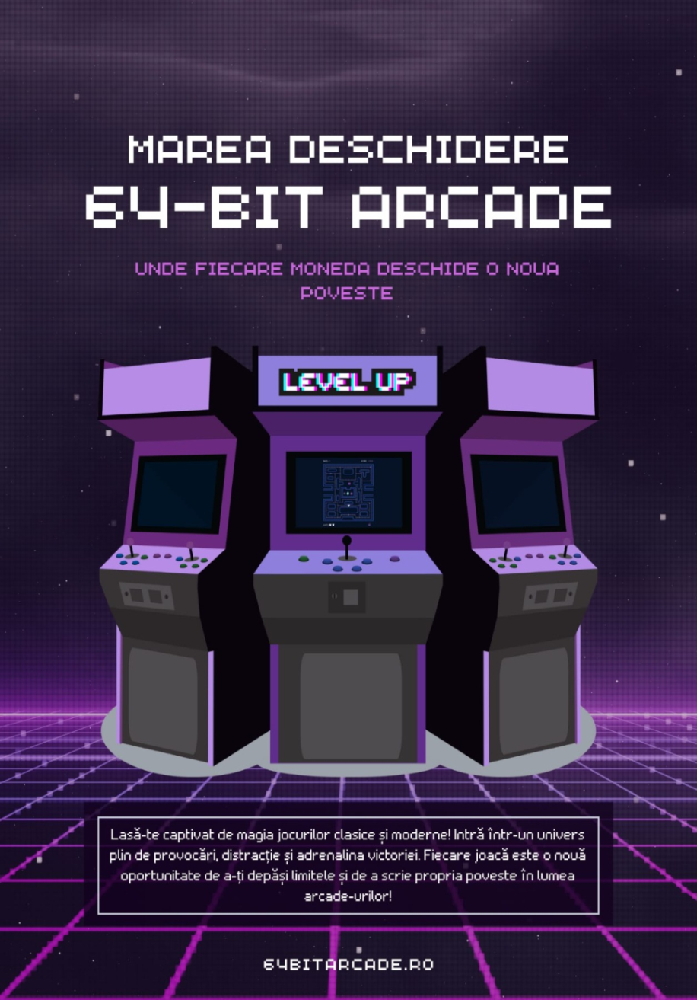 MAREA DESCHIDERE
64-BIT ARCADE
UNDE FIECARE MONEDA DESCHIDE O NOUA
POVESTE
LEVEL UP
Lasă-te captivat de magia jocurilor clasice și moderne! Intră într-un univers
plin de provocări, distracție și adrenalina victoriei. Fiecare joacă este o nouă
oportunitate de a-ți depăși limitele și de a scrie propria poveste în lumea
arcade-urilor!
64BITARCADE.RO